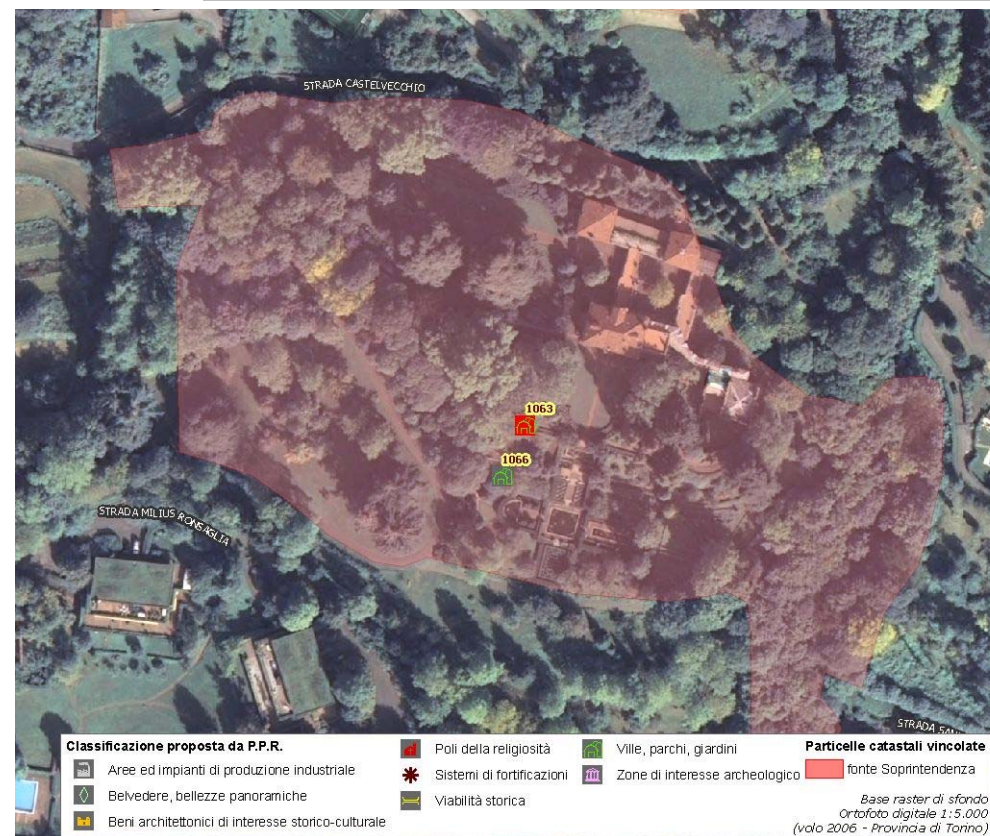 STRADA CASTELVECCHIO
1063
1066
STRADA MILIUS RONSAGLIA
STRADA SAN
Classificazione proposta da P.P.R.
Aree ed impianti di produzione industriale
Belvedere, bellezze panoramiche
Beni architettonici di interesse storico-culturale
Poli della religiosità
Sistemi di fortificazioni
Viabilità storica
Ville, parchi, giardini
Zone di interesse archeologico
Particelle catastali vincolate
fonte Soprintendenza
Base raster di sfondo
Ortofoto digitale 1:5.000
(volo 2006 - Provincia di Torino)